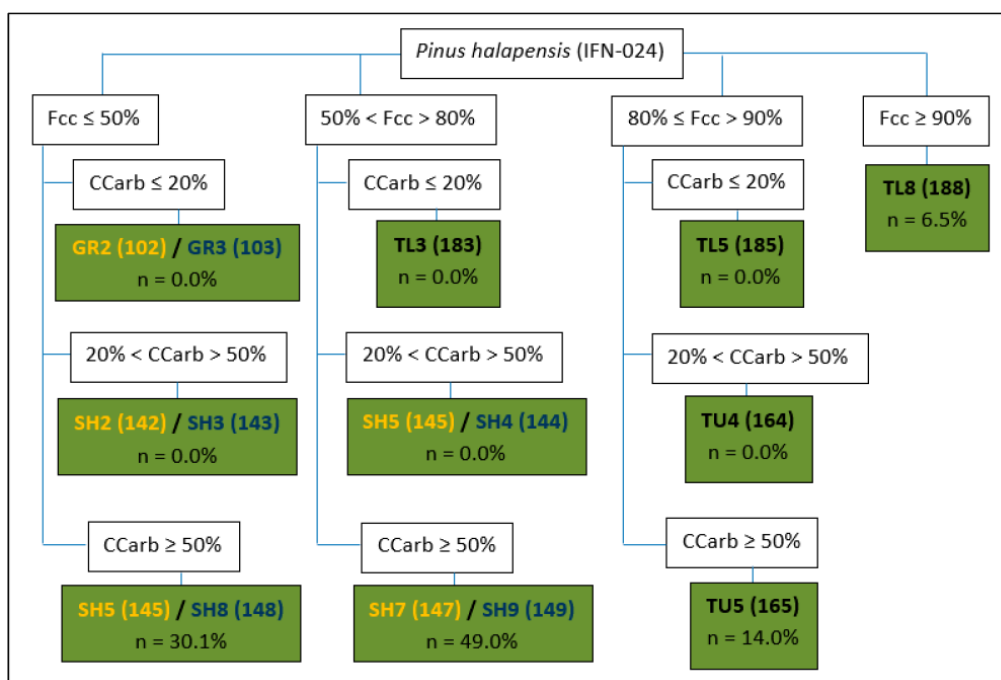 Pinus halapensis (IFN-024)
Fcc ≤ 50%
50% < Fcc > 80%
80% ≤ Fcc > 90%
Fcc ≥ 90%
CCarb ≤ 20%
CCarb ≤ 20%
CCarb ≤ 20%
TL8 (188)
n = 6.5%
GR2 (102) / GR3 (103)
n = 0.0%
TL3 (183)
n = 0.0%
TL5 (185)
n = 0.0%
20% < CCarb > 50%
20% < CCarb > 50%
20% < CCarb > 50%
SH2 (142) / SH3 (143)
n = 0.0%
SH5 (145) / SH4 (144)
n = 0.0%
TU4 (164)
n = 0.0%
CCarb ≥ 50%
CCarb ≥ 50%
CCarb ≥ 50%
SH5 (145) / SH8 (148)
n = 30.1%
SH7 (147) / SH9 (149)
n = 49.0%
TU5 (165)
n = 14.0%